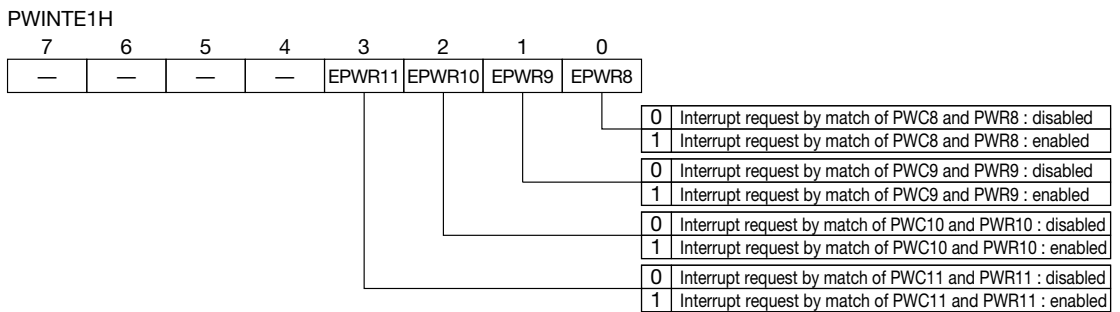 PWINTE1H
7 6 5 4 3 2 1 0
— — — — EPWR11 EPWR10 EPWR9 EPWR8
0 Interrupt request by match of PWC8 and PWR8 : disabled
1 Interrupt request by match of PWC8 and PWR8 : enabled
0 Interrupt request by match of PWC9 and PWR9 : disabled
1 Interrupt request by match of PWC9 and PWR9 : enabled
0 Interrupt request by match of PWC10 and PWR10 : disabled
1 Interrupt request by match of PWC10 and PWR10 : enabled
0 Interrupt request by match of PWC11 and PWR11 : disabled
1 Interrupt request by match of PWC11 and PWR11 : enabled